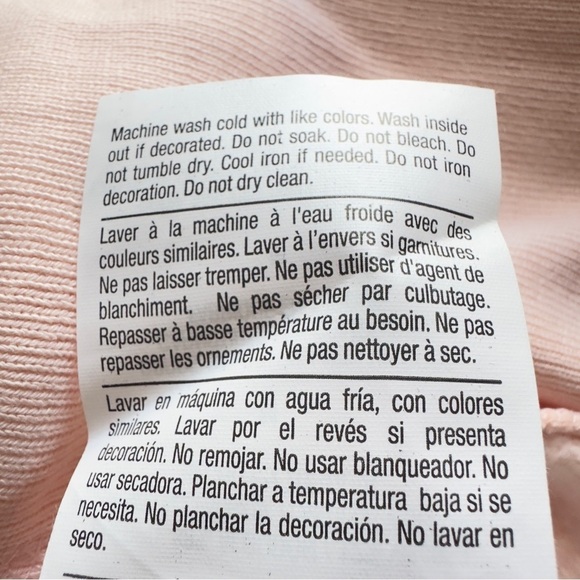 Machine wash cold with like colors. Wash inside
out if decorated. Do not soak. Do not bleach. Do
not tumble dry. Cool iron if needed. Do not iron
decoration. Do not dry clean.
Laver à la machine à l'eau froide avec des
couleurs similaires. Laver à l'envers si garnitures.
Ne pas laisser tremper. Ne pas utiliser d'agent de
blanchiment. Ne pas sécher par culbutage.
Repasser à basse température au besoin. Ne pas
repasser les ornements. Ne pas nettoyer à sec.
Lavar en máquina con agua fría, con colores
similares. Lavar por el revés si presenta
decoración. No remojar. No usar blanqueador. No
usar secadora. Planchar a temperatura baja si se
necesita. No planchar la decoración. No lavar en
seco.